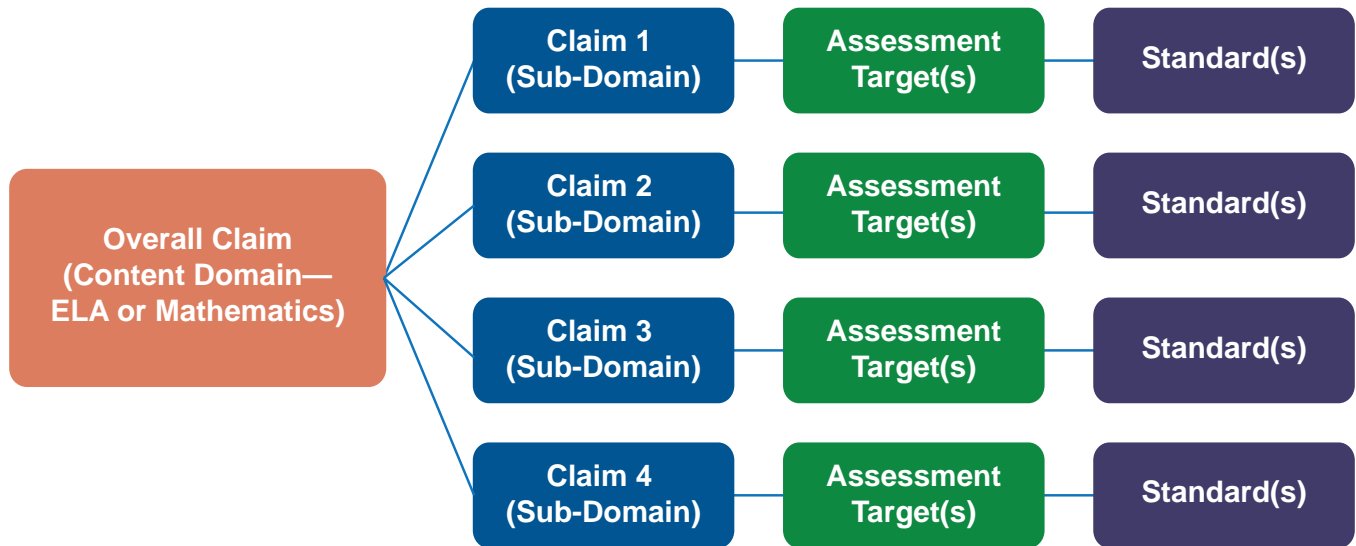 Claim 1
(Sub-Domain)
Assessment
Target(s)
Standard(s)
Overall Claim
(Content Domain—
ELA or Mathematics)
Claim 2
(Sub-Domain)
Assessment
Target(s)
Standard(s)
Claim 3
(Sub-Domain)
Assessment
Target(s)
Standard(s)
Claim 4
(Sub-Domain)
Assessment
Target(s)
Standard(s)